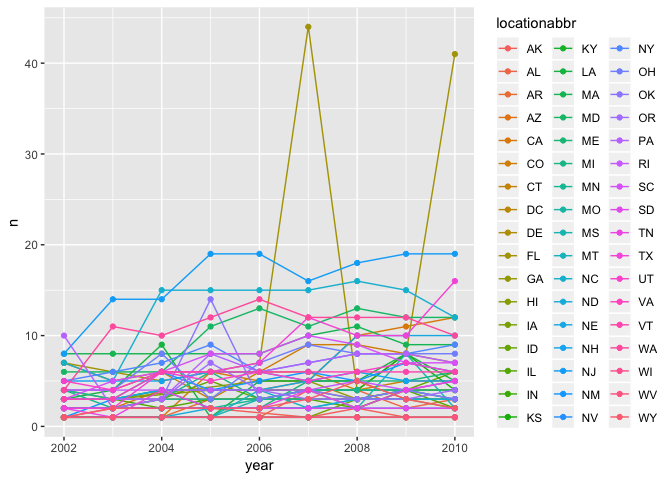 locationabbr
AK KY NY
AL LA OH
AR MA OK
AZ MD OR
CA ME PA
CO MI RI
CT MN SC
DC MO SD
DE MS TN
FL MT TX
GA NC UT
HI ND VA
IA NE VT
ID NH WA
IL NJ WI
IN NM WV
KS NV WY
n
40
30
20
10
0
2002 2004 2006 2008 2010
year